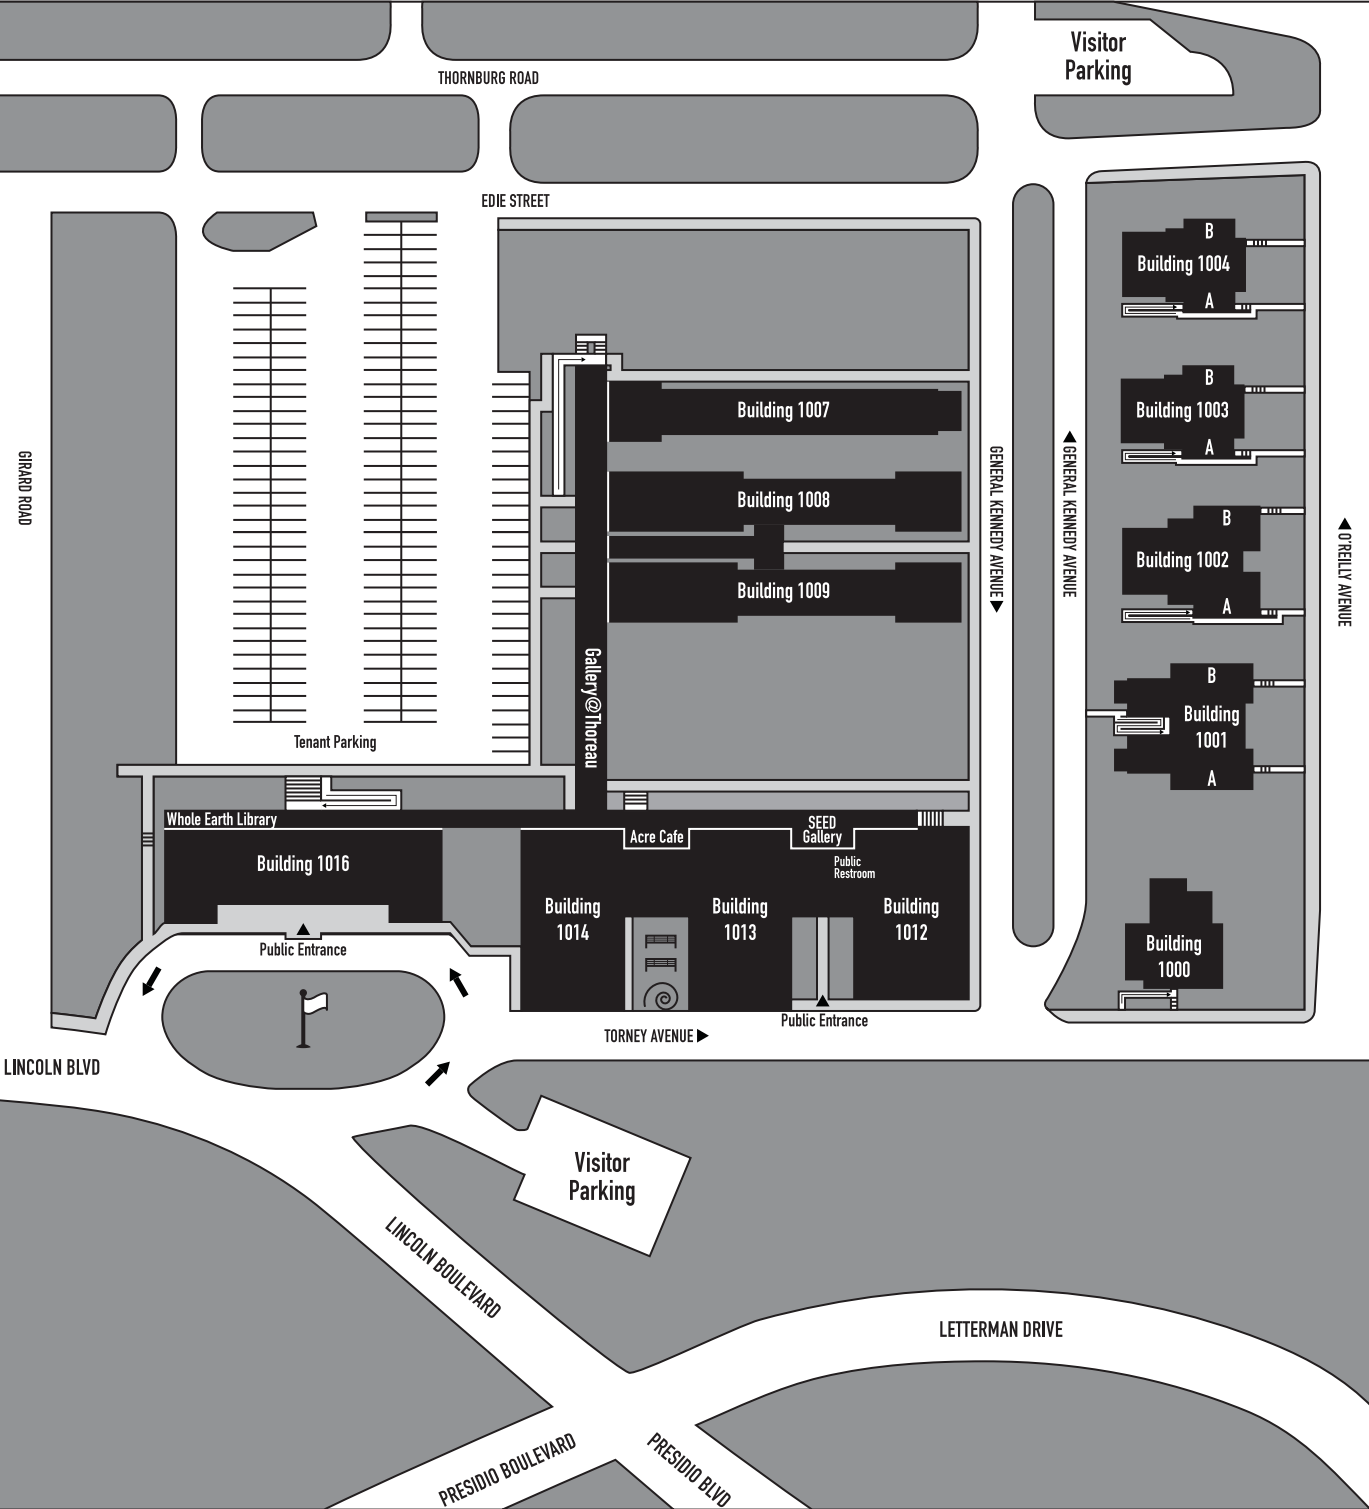 Visitor
Parking
THORNBURG ROAD
EDIE STREET
B
Building 1004
A
B
Building 1003
A
Building 1007
GIRARD ROAD
GENERAL KENNEDY AVENUE
GENERAL KENNEDY AVENUE
Building 1008
B
Building 1002
A
O'REILLY AVENUE
Building 1009
Gallery@Thoreau
B
Building
1001
A
Tenant Parking
Whole Earth Library
Acre Cafe
SEED
Gallery
Public
Restroom
Building 1016
Building
1014
Building
1013
Building
1012
Building
1000
Public Entrance
Public Entrance
TORNEY AVENUE
LINCOLN BLVD
Visitor
Parking
LINCOLN BOULEVARD
LETTERMAN DRIVE
PRESIDIO BOULEVARD
PRESIDIO BLVD